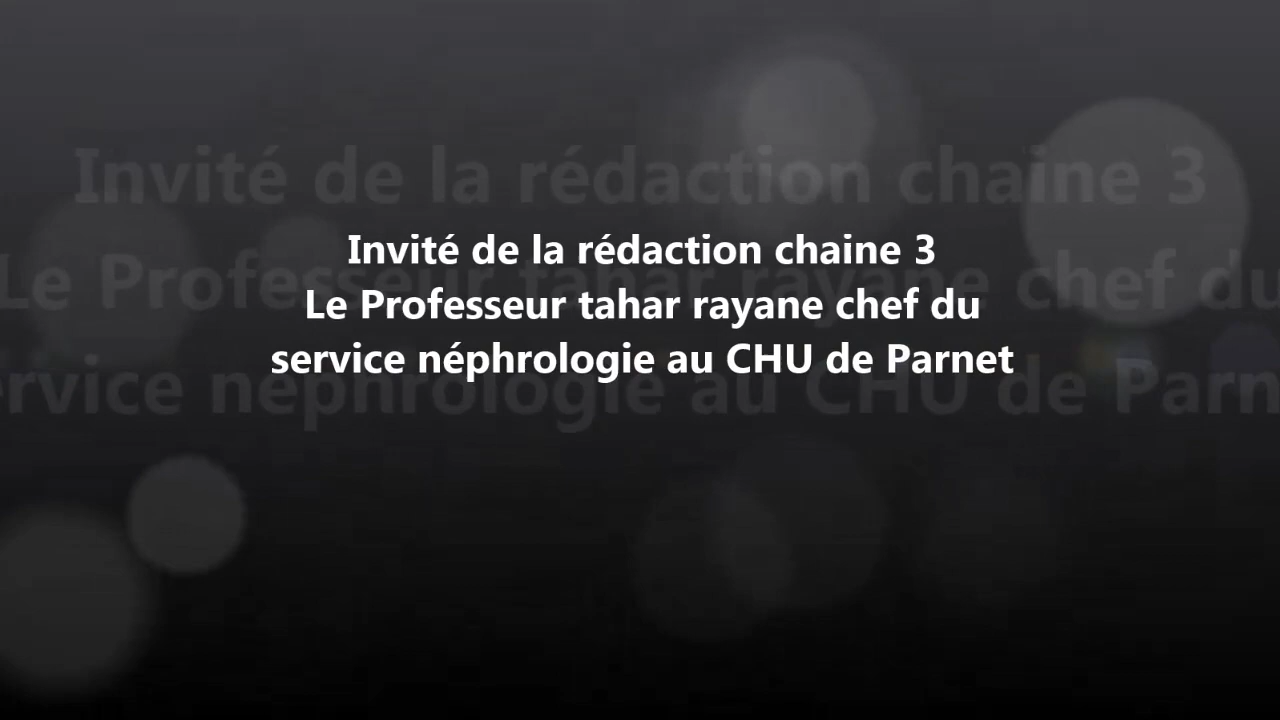 Invité de la rédaction chaine 3
Le Professeur tahar rayane chef du
service néphrologie au CHU de Parnet